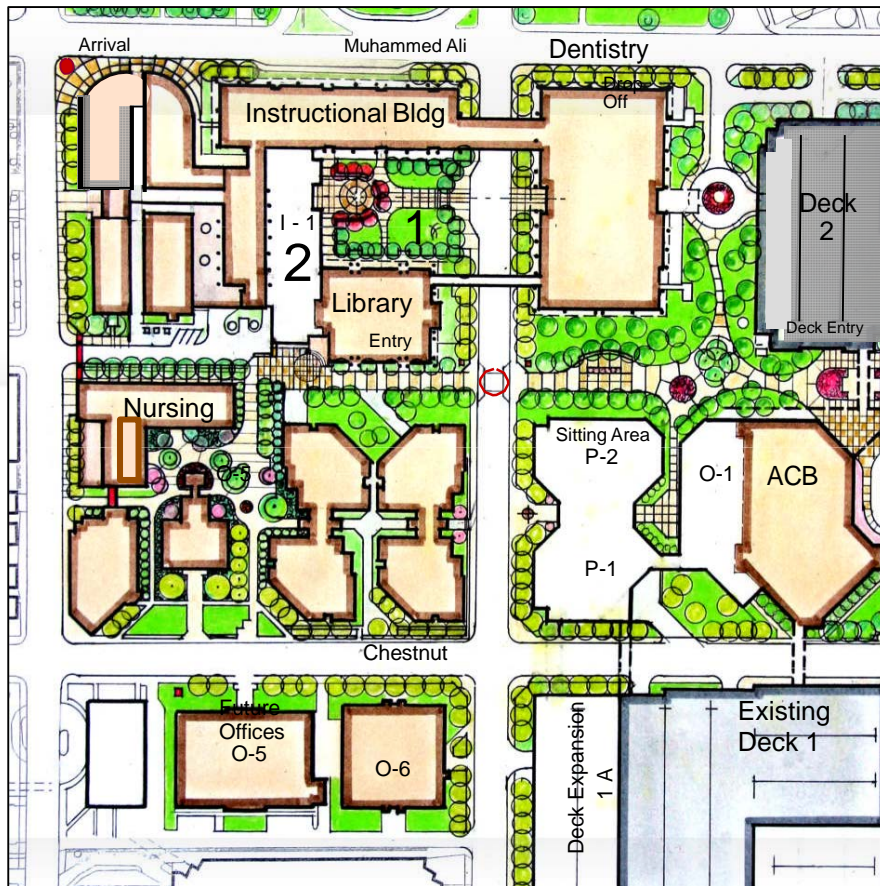 Arrival
Muhammed Ali
Dentistry
Drop
Off
Instructional Bldg
Deck
2
I - 1
2
1
Library
Entry
Deck Entry
Nursing
O-5
Sitting Area
P-2
O-1
ACB
P-1
Chestnut
Future
Offices
O-5
O-6
Existing
Deck 1
Deck Expansion
1 A